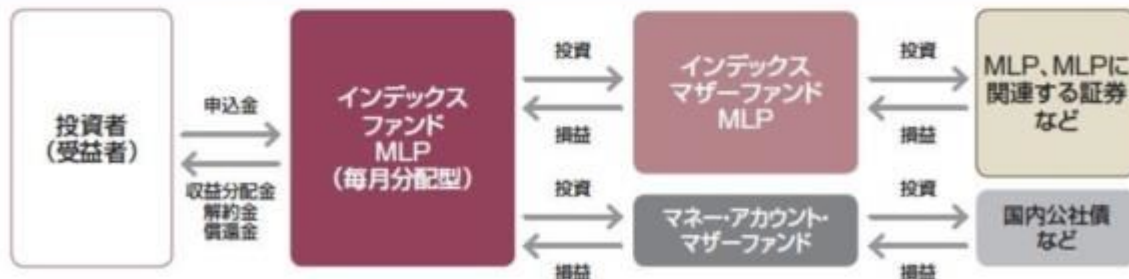 投資者
(受益者)
申込金
収益分配金
解約金
償還金
インデックス
ファンド
MLP
(毎月分配型)
投資
損益
インデックス
マザーファンド
MLP
投資
損益
MLP、MLPに
関連する証券
など
投資
損益
マネー・アカウント・
マザーファンド
投資
損益
国内公社債
など